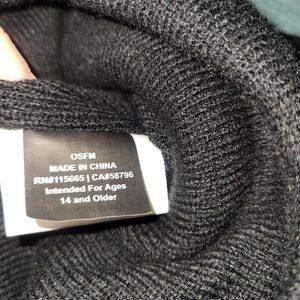 OSFM
MADE IN CHINA
RN#115665 | CA#58796
Intended For Ages
14 and Older